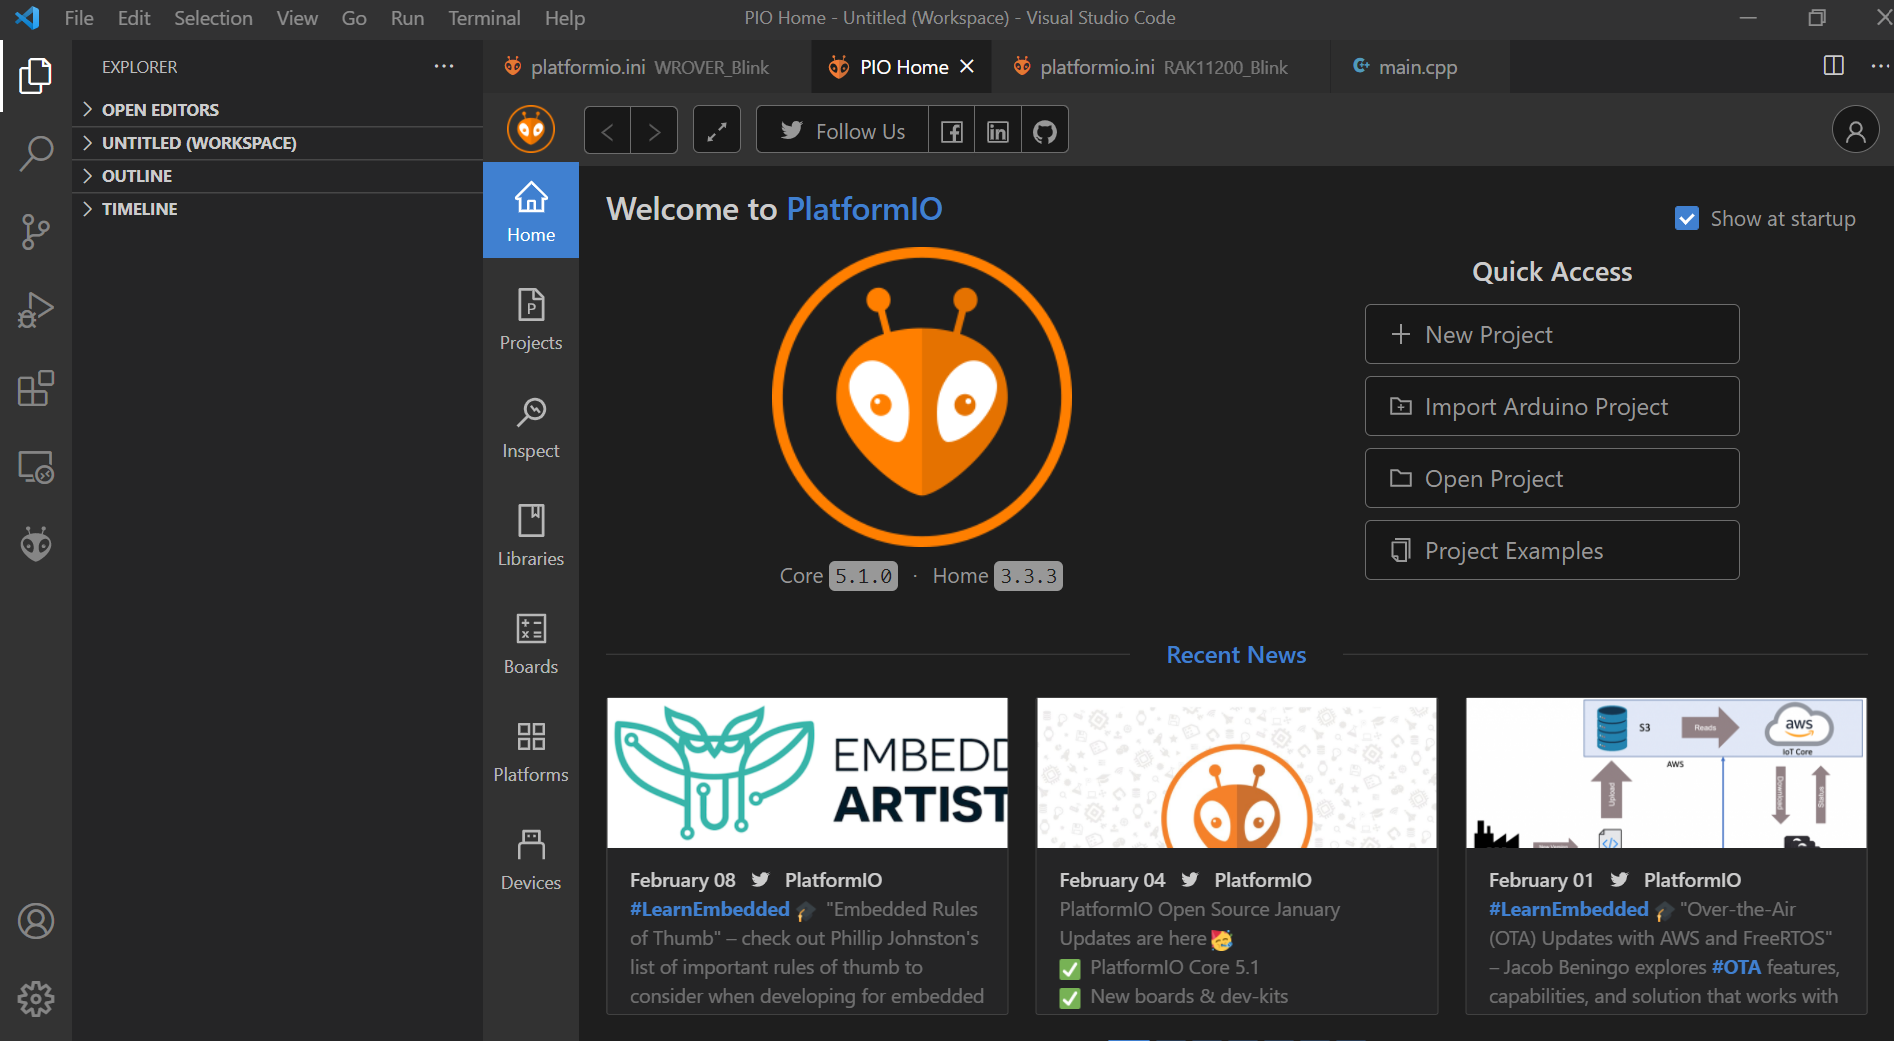 File Edit Selection View Go Run Terminal Help
PIO Home - Untitled (Workspace) - Visual Studio Code
EXPLORER
OPEN EDITORS
UNTITLED (WORKSPACE)
OUTLINE
TIMELINE
platformio.ini WROVER_Blink
PIO Home
platformio.ini RAK11200_Blink
main.cpp
Follow Us
Home
Projects
Inspect
Libraries
Boards
Platforms
Devices
Welcome to PlatformIO
Show at startup
Core 5.1.0 · Home 3.3.3
Quick Access
New Project
Import Arduino Project
Open Project
Project Examples
Recent News
EMBEDD
ARTIST
February 08 PlatformIO
#LearnEmbedded 🎓 "Embedded Rules
of Thumb" – check out Phillip Johnston's
list of important rules of thumb to
consider when developing for embedded
February 04 PlatformIO
PlatformIO Open Source January
Updates are here 🥳
✅ PlatformIO Core 5.1
✅ New boards & dev-kits
S3
Reads
aws
IoT Core
AWS
Upload
Download
Status
February 01 PlatformIO
#LearnEmbedded 🎓 "Over-the-Air
(OTA) Updates with AWS and FreeRTOS"
– Jacob Beningo explores #OTA features,
capabilities, and solution that works with